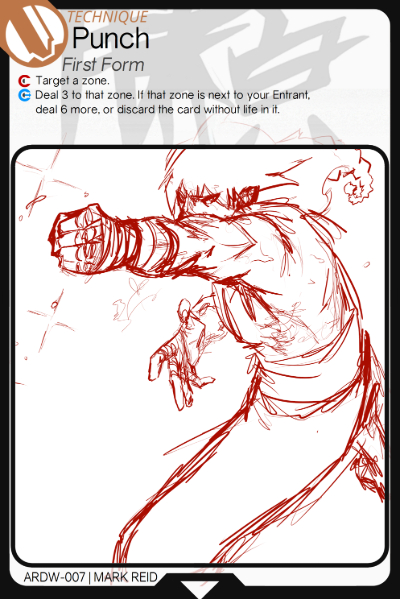 TECHNIQUE
Punch
First Form
Target a zone.
Deal 3 to that zone. If that zone is next to your Entrant,
deal 6 more, or discard the card without life in it.
ARDW-007 | MARK REID